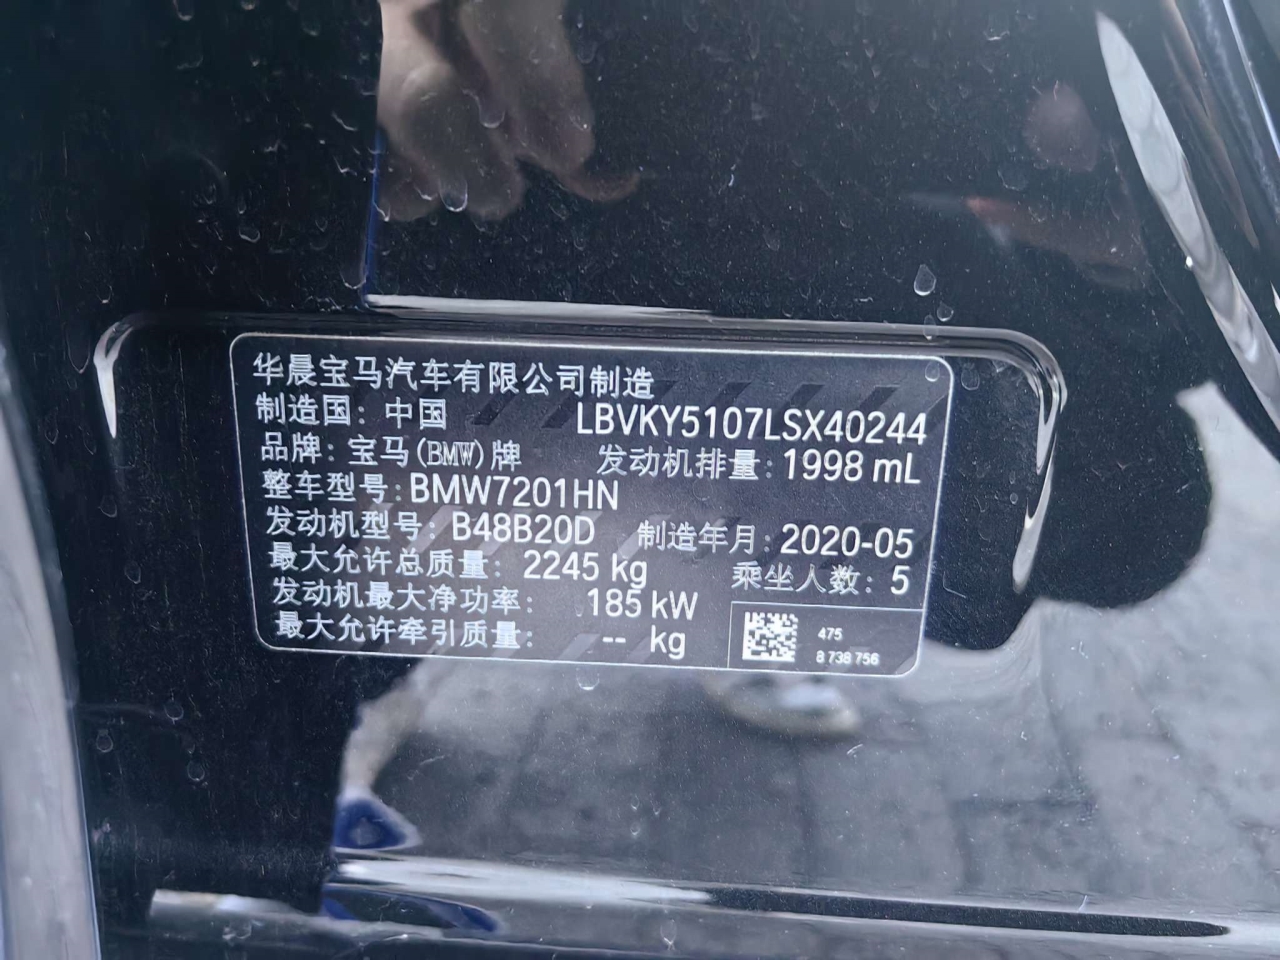 华晨宝马汽车有限公司制造
制造国：中国 LBVKY5107LSX40244
品牌：宝马(BMW)牌 发动机排量：1998 mL
整车型号：BMW7201HN
发动机型号：B48B20D 制造年月：2020-05
最大允许总质量：2245 kg 乘坐人数：5
发动机最大净功率：185 kW
最大允许牵引质量：-- kg
475
8 738 756